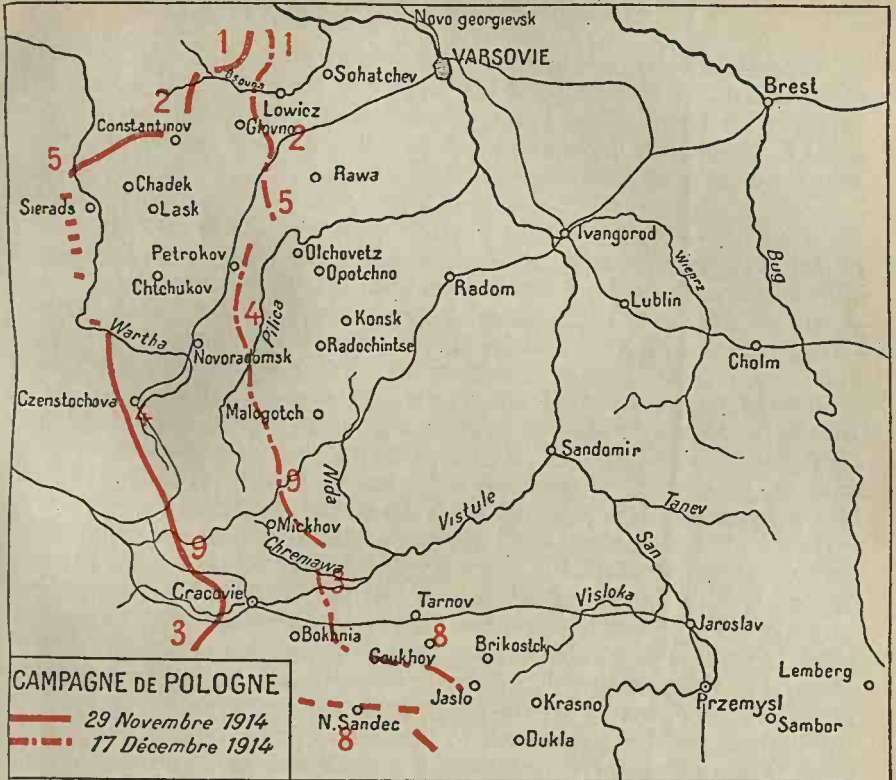 Novo georgievsk
VARSOVIE
1
1
Bsoura
Sohatchev
Brest
2
Lowicz
Constantinov
Glovno
2
5
Chadek
Rawa
Sierads
Lask
5
Petrokov
Olchovetz
Ivangorod
Chtchukov
Opotchno
Wieprz
Bug
Radom
Lublin
4
Pilica
Konsk
Wartha
Novoradomsk
Radochintse
Cholm
Czenstochova
4
Malogotch
Sandomir
9
Nida
Mickhov
Vistule
Tanev
9
Chreniawa
San
3
Cracovie
Tarnov
Visloka
3
Bokhnia
8
Jaroslav
Goukhov
Brikostck
Lemberg
Jaslo
Krasno
Przemysl
N. Sandec
Sambor
8
Dukla
CAMPAGNE DE POLOGNE
29 Novembre 1914
17 Décembre 1914